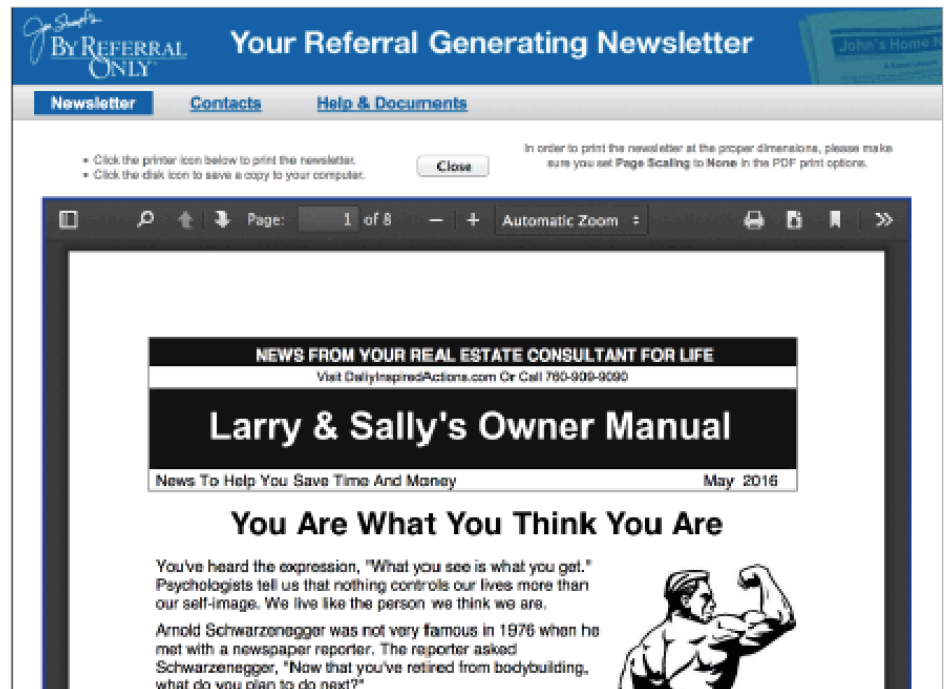 Joe Stumpf's
BY REFERRAL
ONLY
Your Referral Generating Newsletter
John's Home N
Newsletter
Contacts
Help & Documents
• Click the printer icon below to print the newsletter.
• Click the disk icon to save a copy to your computer.
Close
In order to print the newsletter at the proper dimensions, please make
sure you set Page Scaling to None in the PDF print options.
Page: 1 of 8
Automatic Zoom
NEWS FROM YOUR REAL ESTATE CONSULTANT FOR LIFE
Visit DailyInspiredActions.com Or Call 760-909-9090
Larry & Sally's Owner Manual
News To Help You Save Time And Money
May 2016
You Are What You Think You Are
You've heard the expression, "What you see is what you get."
Psychologists tell us that nothing controls our lives more than
our self-image. We live like the person we think we are.
Arnold Schwarzenegger was not very famous in 1976 when he
met with a newspaper reporter. The reporter asked
Schwarzenegger, "Now that you've retired from bodybuilding,
what do you plan to do next?"